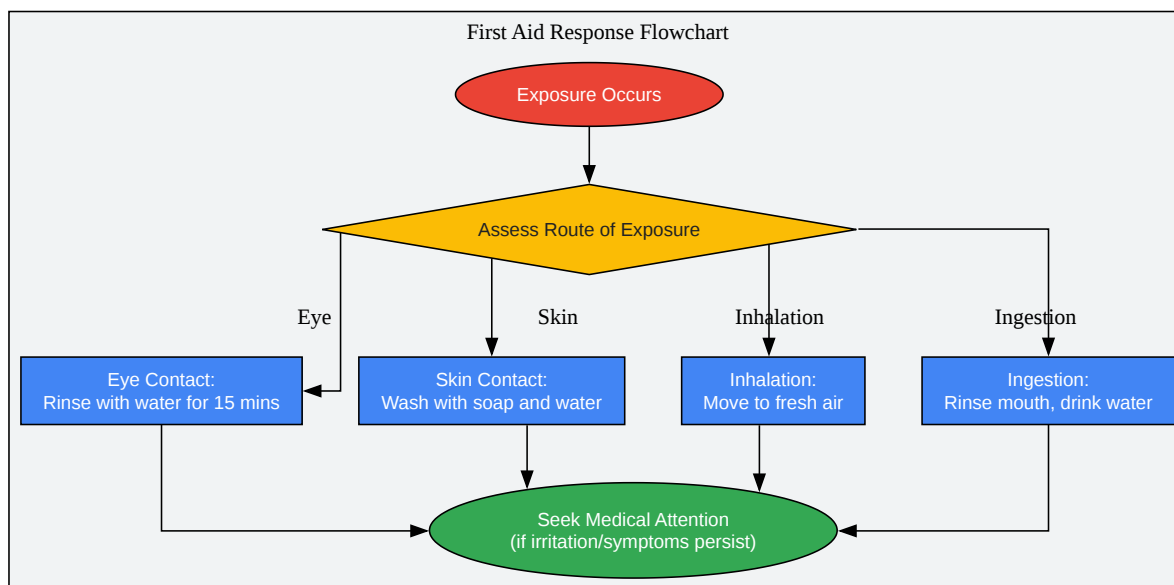 First Aid Response Flowchart
Exposure Occurs
Assess Route of Exposure
Eye
Skin
Inhalation
Ingestion
Eye Contact:
Rinse with water for 15 mins
Skin Contact:
Wash with soap and water
Inhalation:
Move to fresh air
Ingestion:
Rinse mouth, drink water
Seek Medical Attention
(if irritation/symptoms persist)